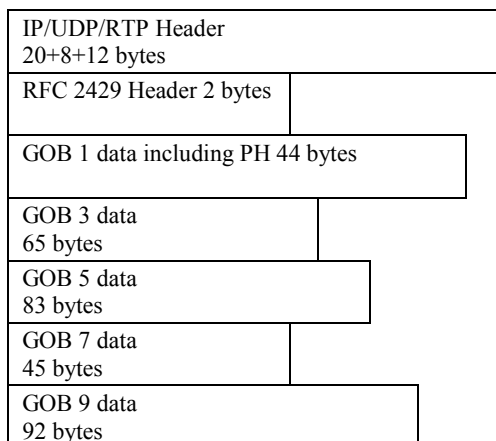 IP/UDP/RTP Header
20+8+12 bytes
RFC 2429 Header 2 bytes
GOB 1 data including PH 44 bytes
GOB 3 data
65 bytes
GOB 5 data
83 bytes
GOB 7 data
45 bytes
GOB 9 data
92 bytes